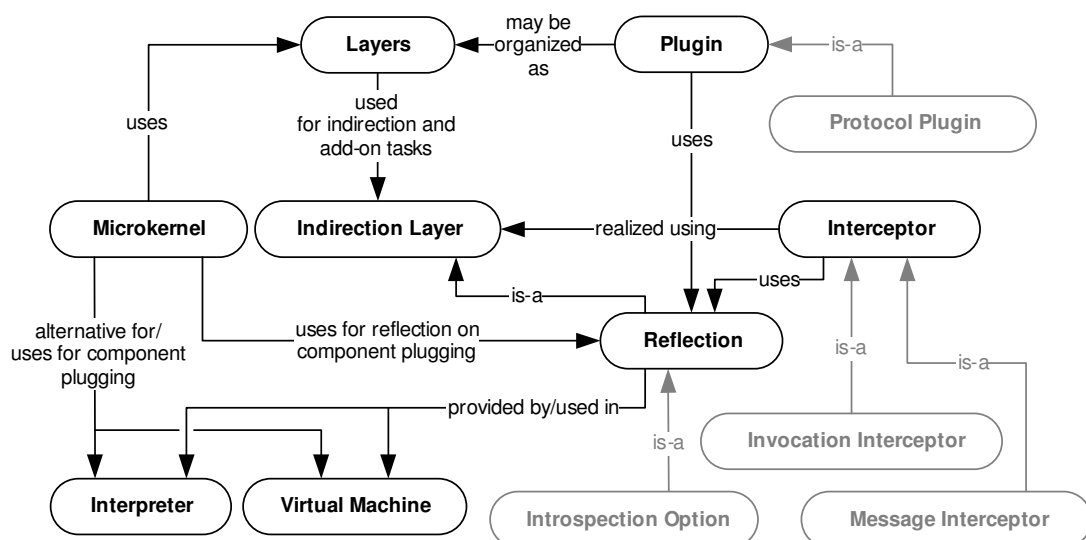 may be
organized
as
Layers
Plugin
is-a
used
for indirection and
add-on tasks
uses
uses
Protocol Plugin
Microkernel
Indirection Layer
realized using
Interceptor
is-a
uses
alternative for/
uses for component
plugging
uses for reflection on
component plugging
Reflection
is-a
is-a
provided by/used in
is-a
Invocation Interceptor
Interpreter
Virtual Machine
Introspection Option
Message Interceptor